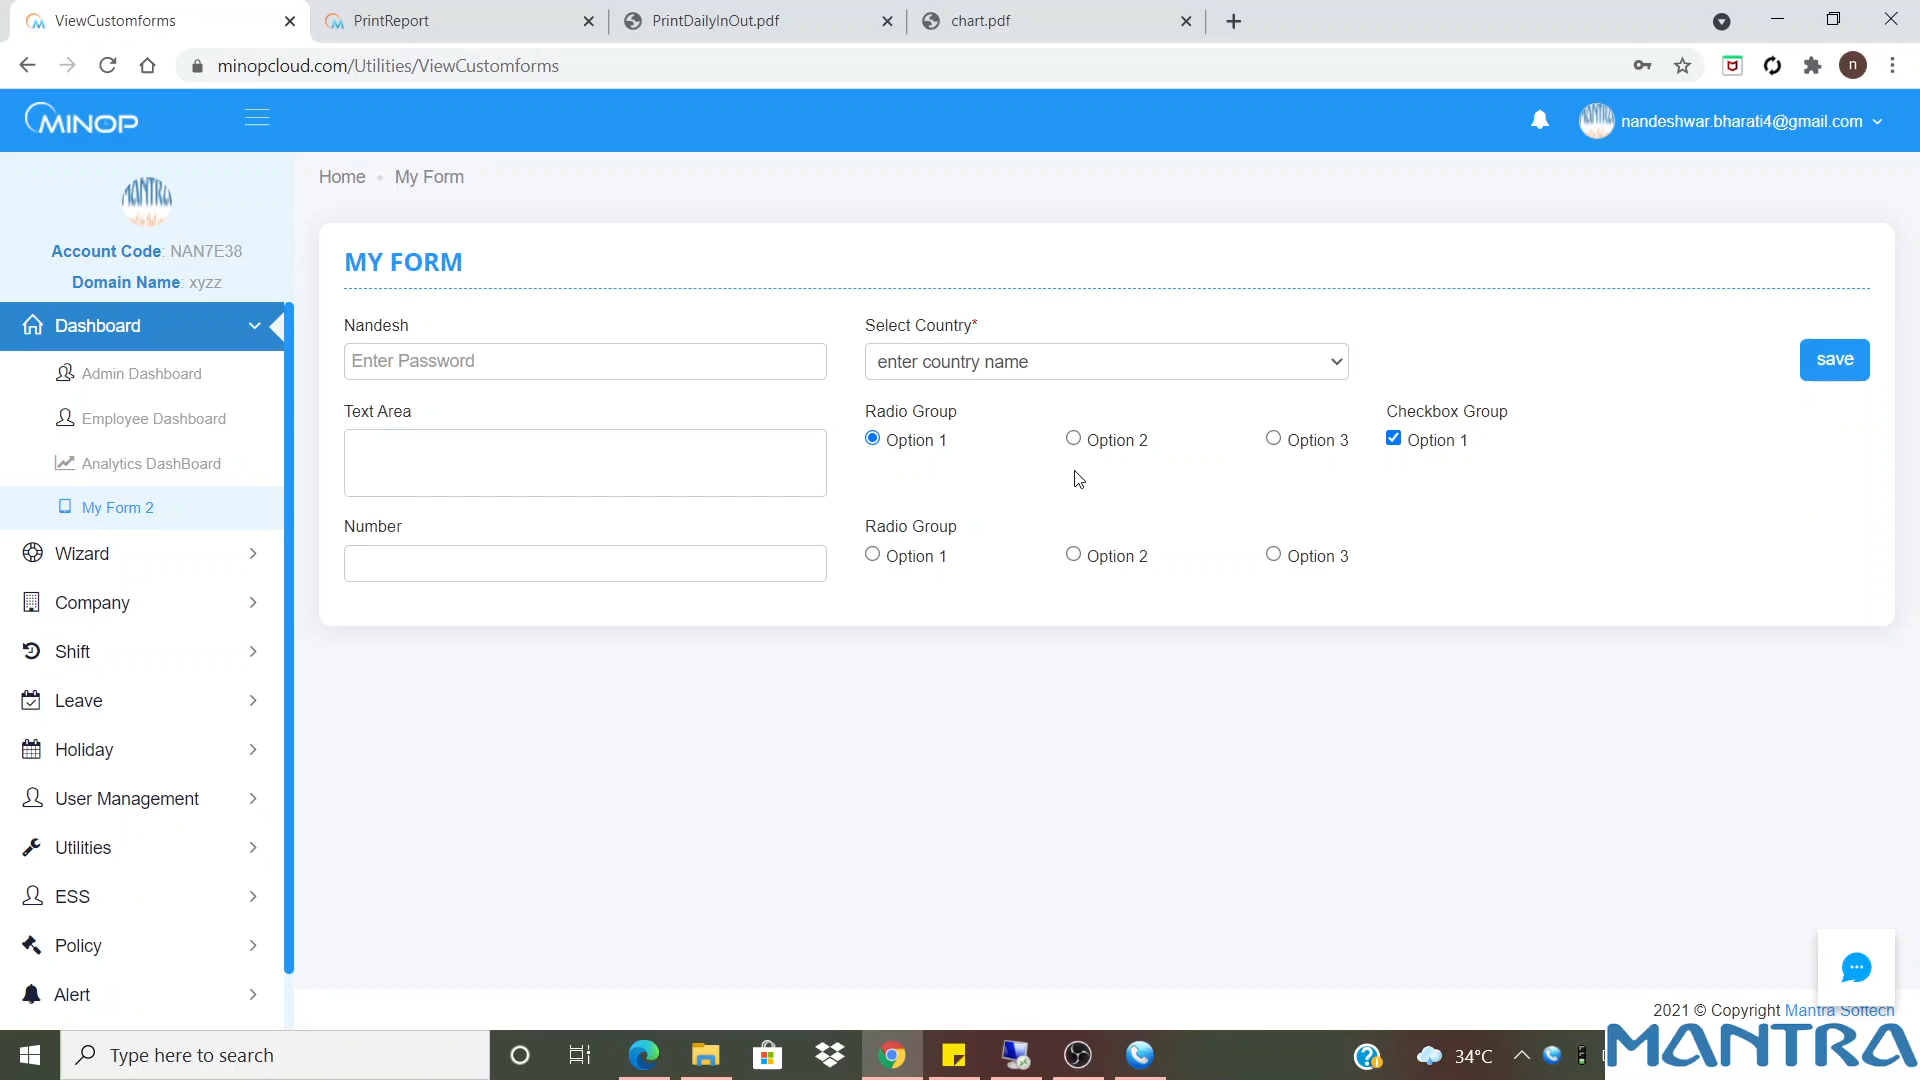 ViewCustomforms
PrintReport
PrintDailyInOut.pdf
chart.pdf
minopcloud.com/Utilities/ViewCustomforms
n
MINOP
nandeshwar.bharati4@gmail.com
MANTRA
Account Code: NAN7E38
Domain Name: xyzz
Dashboard
Admin Dashboard
Employee Dashboard
Analytics DashBoard
My Form 2
Wizard
Company
Shift
Leave
Holiday
User Management
Utilities
ESS
Policy
Alert
Home • My Form
MY FORM
Nandesh
Enter Password
Select Country*
enter country name
save
Text Area
Radio Group
Option 1
Option 2
Option 3
Checkbox Group
Option 1
Number
Radio Group
Option 1
Option 2
Option 3
2021 © Copyright Mantra Softech
Type here to search
34°C
MANTRA